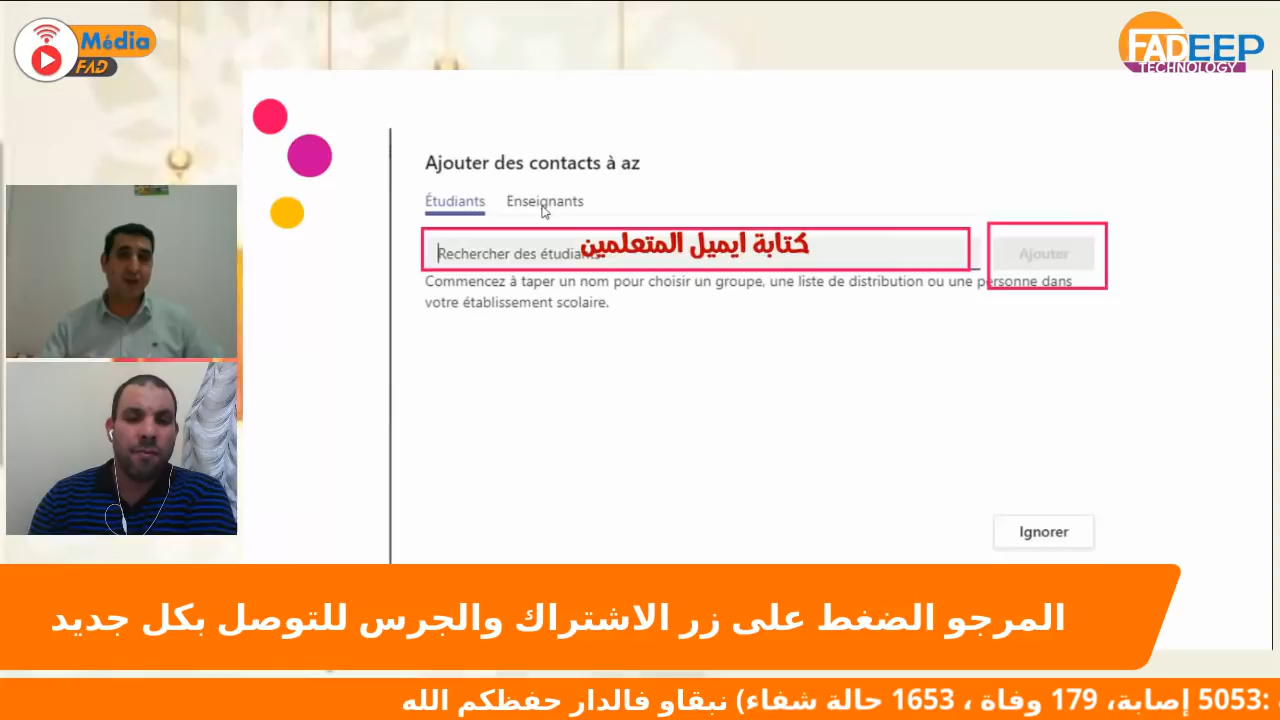 Média
FAD
FADEEP
TECHNOLOGY
Ajouter des contacts à az
Étudiants Enseignants
Rechercher des étudiants
كتابة ايميل المتعلمين
Ajouter
Commencez à taper un nom pour choisir un groupe, une liste de distribution ou une personne dans
votre établissement scolaire.
Ignorer
المرجو الضغط على زر الاشتراك والجرس للتوصل بكل جديد
5053: إصابة، 179 وفاة ، 1653 حالة شفاء) نبقاو فالدار حفظكم الله